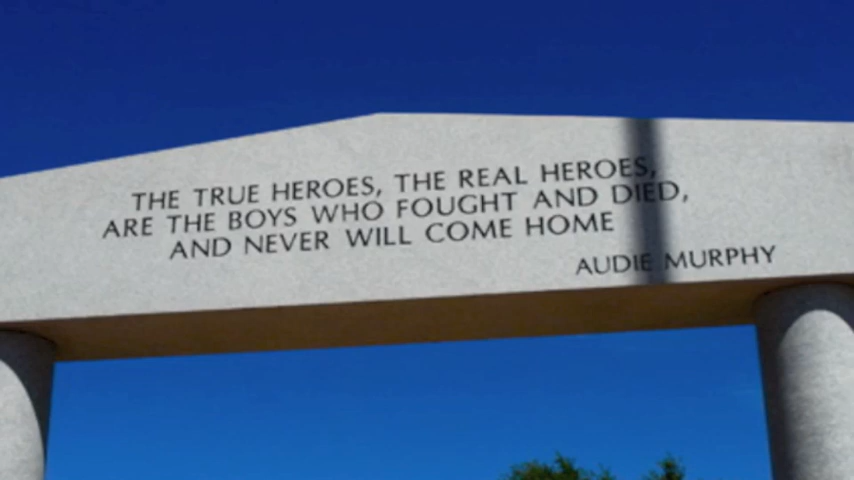 THE TRUE HEROES, THE REAL HEROES,
ARE THE BOYS WHO FOUGHT AND DIED,
AND NEVER WILL COME HOME
AUDIE MURPHY